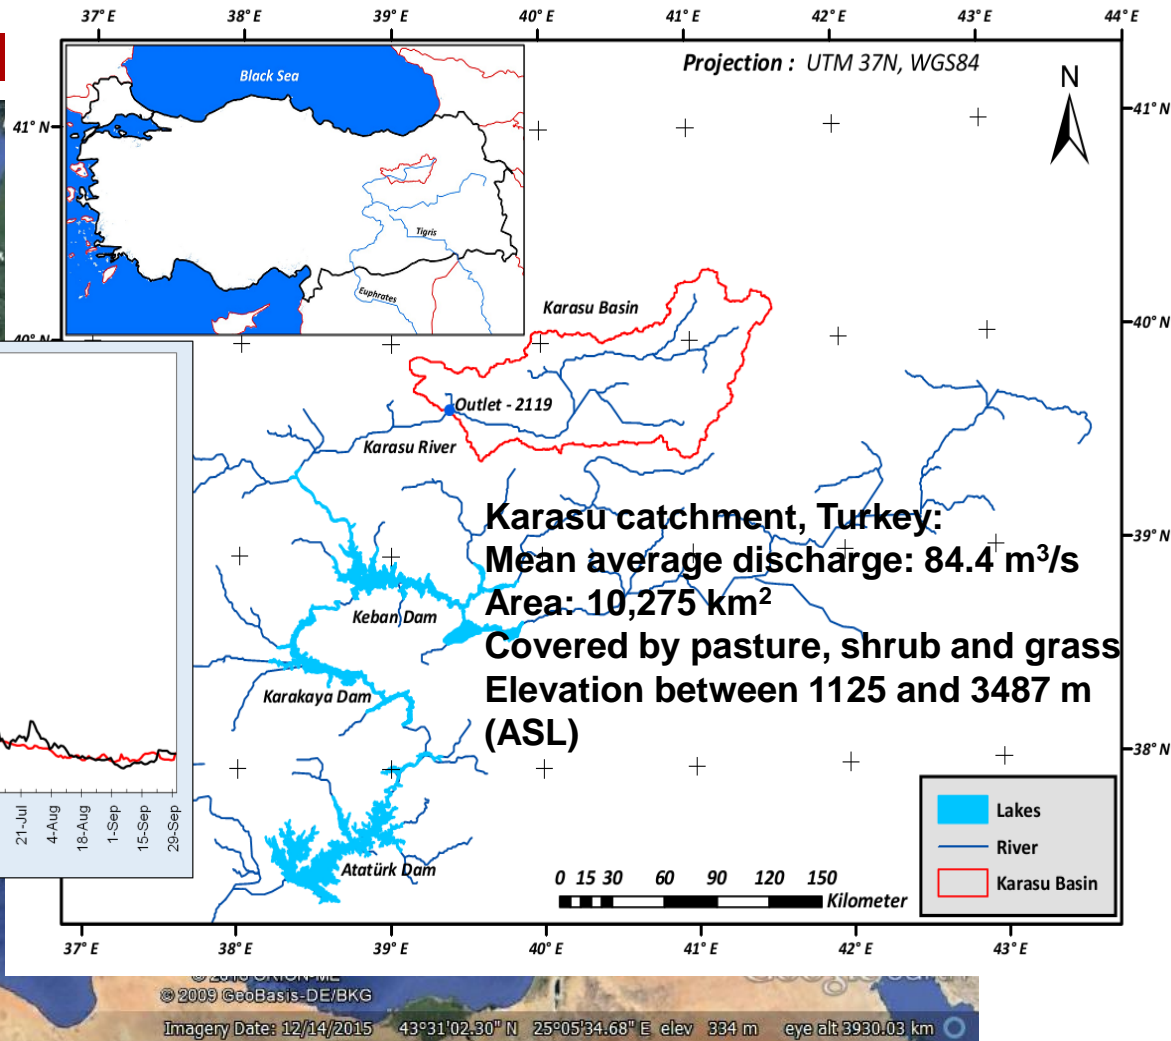 37° E 38° E 39° E 40° E 41° E 42° E 43° E 44° E
Projection : UTM 37N, WGS84
N
Black Sea
41° N
41° N
Tigris
Euphrates
Karasu Basin
40° N
Outlet - 2119
Karasu River
Karasu catchment, Turkey:
39° N
Mean average discharge: 84.4 m³/s
Area: 10,275 km²
Keban Dam
Covered by pasture, shrub and grass
Karakaya Dam
Elevation between 1125 and 3487 m
(ASL)
38° N
21-Jul
4-Aug
18-Aug
1-Sep
15-Sep
29-Sep
Lakes
River
Karasu Basin
Atatürk Dam
0 15 30 60 90 120 150
Kilometer
37° E 38° E 39° E 40° E 41° E 42° E 43° E
© 2009 GeoBasis-DE/BKG
Imagery Date: 12/14/2015 43°31'02.30" N 25°05'34.68" E elev 334 m eye alt 3930.03 km